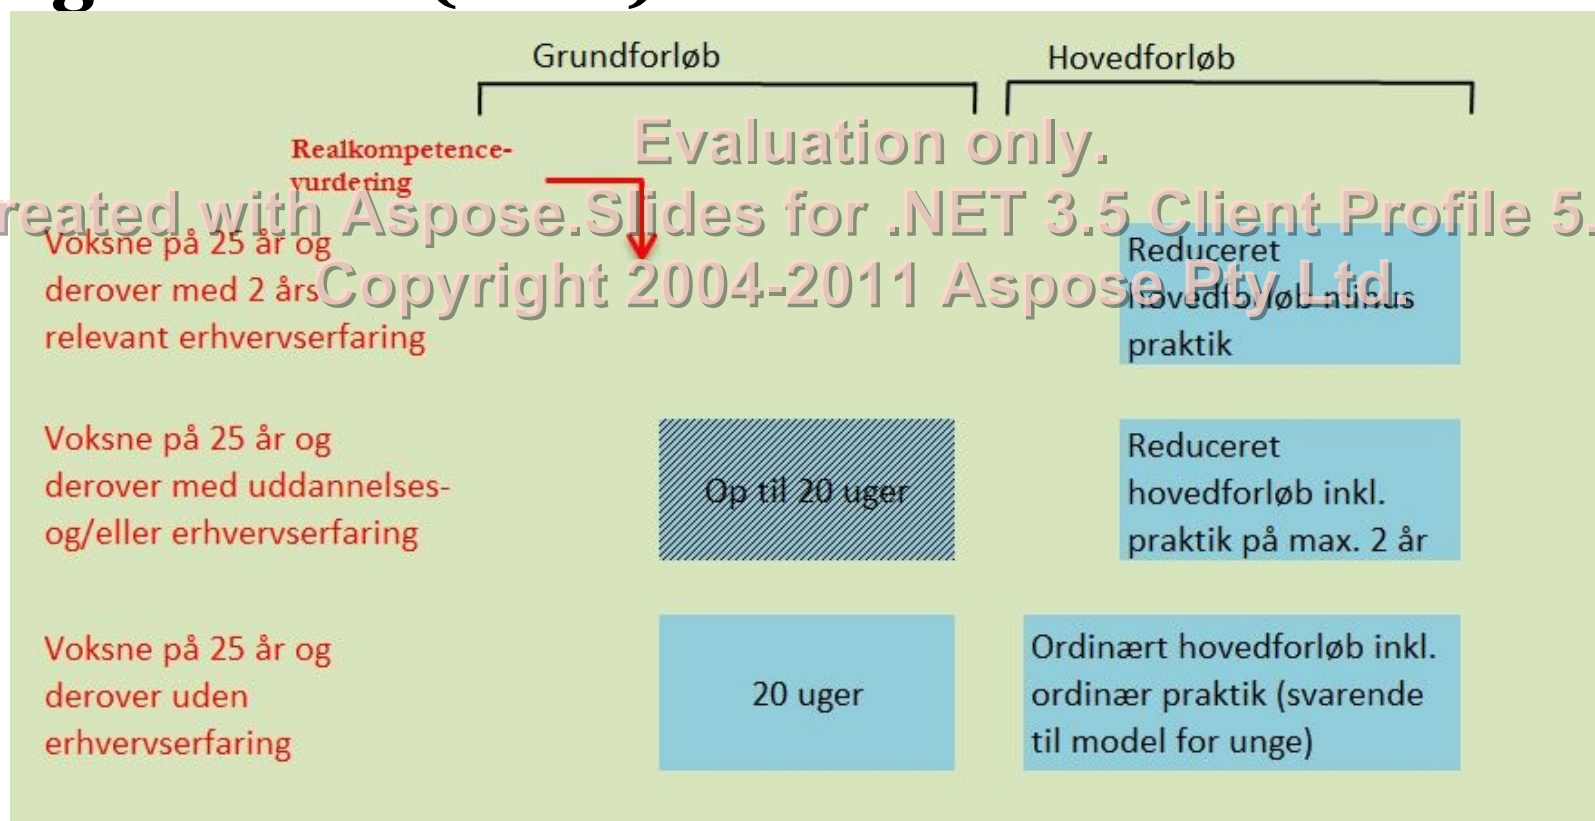 Grundforløb
Hovedforløb
Evaluation only.
Realkompetence-
vurdering
reated with Aspose.Slides for .NET 3.5 Client Profile 5.
Copyright 2004-2011 Aspose Pty Ltd.
Voksne på 25 år og
derover med 2 års
relevant erhvervserfaring
Reduceret
hovedforløb minus
praktik
Voksne på 25 år og
derover med uddannelses-
og/eller erhvervserfaring
Op til 20 uger
Reduceret
hovedforløb inkl.
praktik på max. 2 år
Voksne på 25 år og
derover uden
erhvervserfaring
20 uger
Ordinært hovedforløb inkl.
ordinær praktik (svarende
til model for unge)